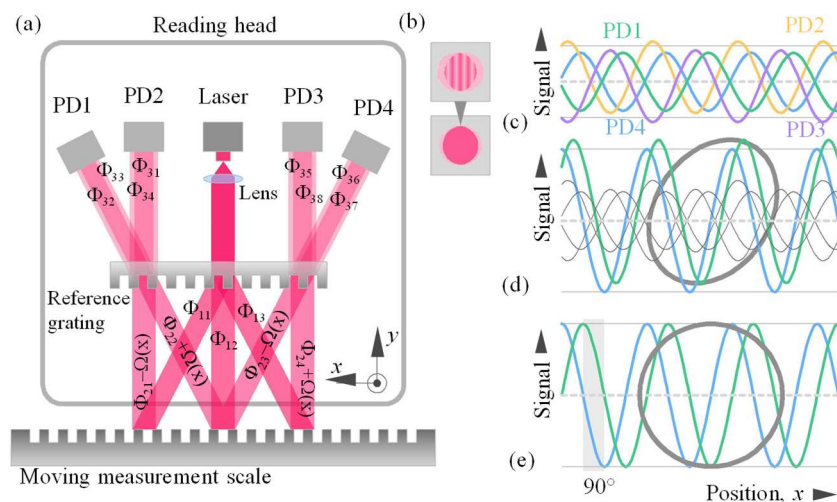 (a)
Reading head
PD1
PD2
Laser
PD3
PD4
Φ33
Φ32
Φ31
Φ34
Lens
Φ35
Φ38
Φ36
Φ37
Reference
grating
Φ11
Φ12
Φ13
Φ21−Ω(x)
Φ22+Ω(x)
Φ23−Ω(x)
Φ24+Ω(x)
y
x
Moving measurement scale
(b)
(c)
Signal
PD1
PD2
PD4
PD3
(d)
Signal
(e)
Signal
90°
Position, x